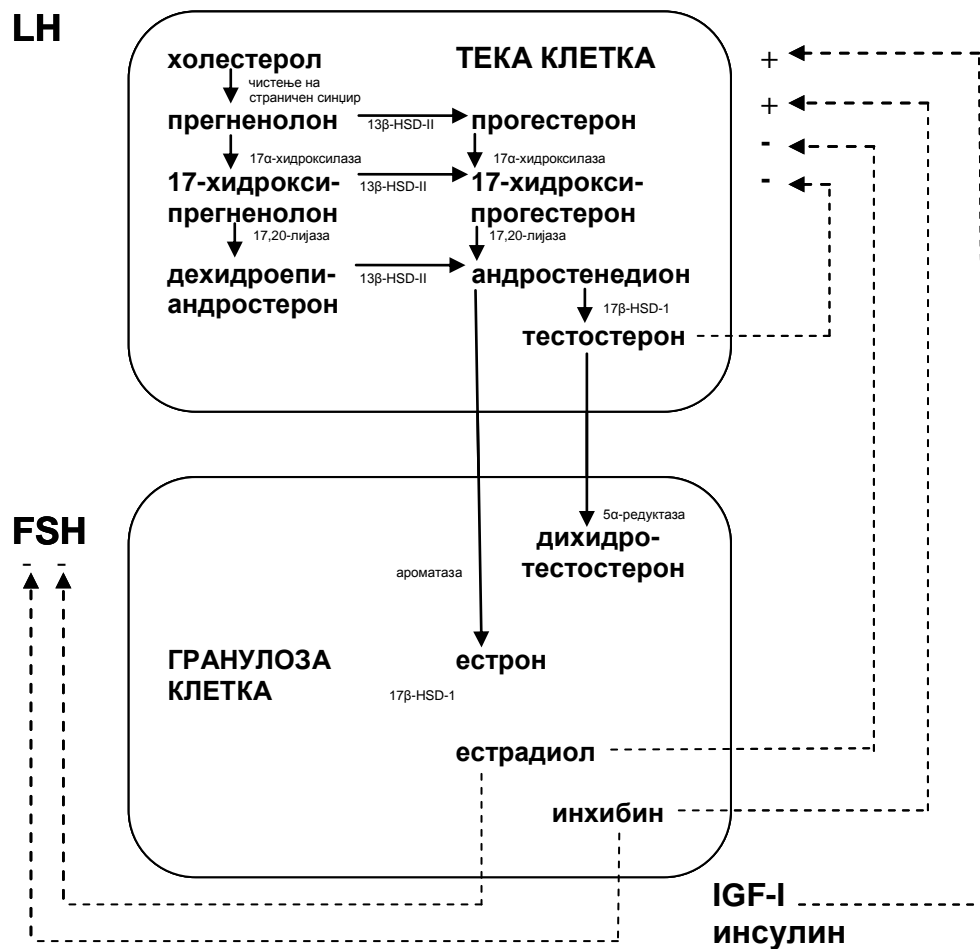 LH
холестерол
ТЕКА КЛЕТКА
+
чистење на
страничен синџир
+
прегненолон
13β-HSD-II
прогестерон
-
17α-хидроксилаза
17α-хидроксилаза
17-хидрокси-
прегненолон
13β-HSD-II
17-хидрокси-
прогестерон
-
17,20-лијаза
17,20-лијаза
дехидроепи-
андростерон
13β-HSD-II
андростенедион
17β-HSD-1
тестостерон
FSH
- -
5α-редуктаза
дихидро-
тестостерон
ароматаза
ГРАНУЛОЗА
КЛЕТКА
естрон
17β-HSD-1
естрадиол
инхибин
IGF-I
инсулин